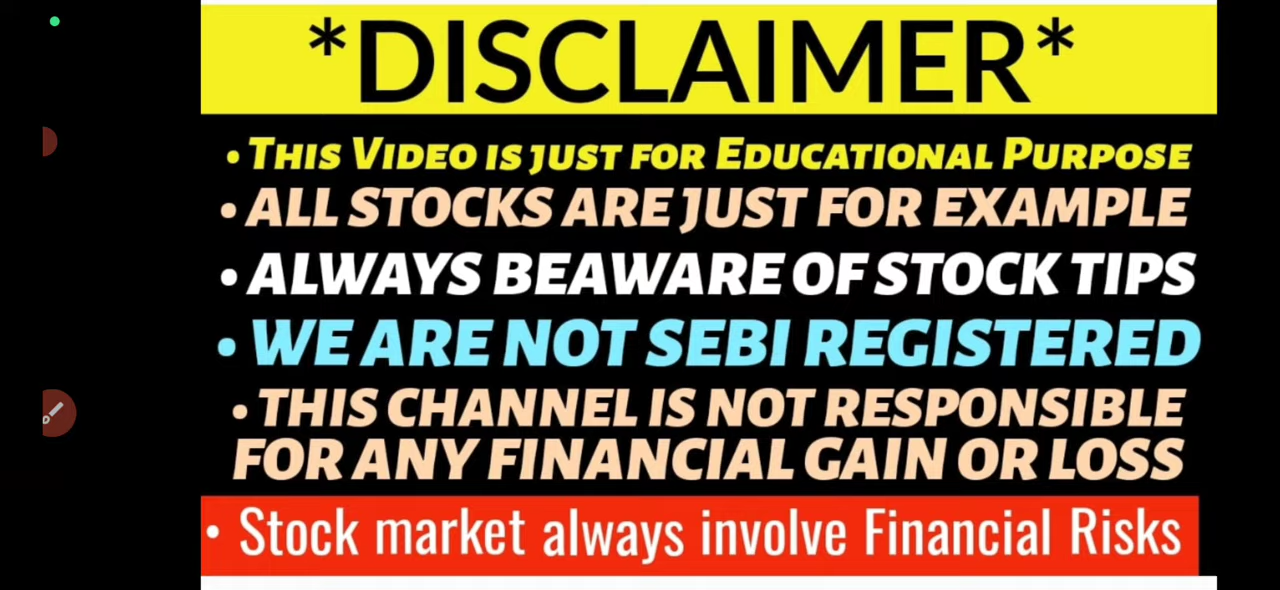 *DISCLAIMER*
• THIS VIDEO IS JUST FOR EDUCATIONAL PURPOSE
• ALL STOCKS ARE JUST FOR EXAMPLE
• ALWAYS BEAWARE OF STOCK TIPS
• WE ARE NOT SEBI REGISTERED
• THIS CHANNEL IS NOT RESPONSIBLE
FOR ANY FINANCIAL GAIN OR LOSS
• Stock market always involve Financial Risks